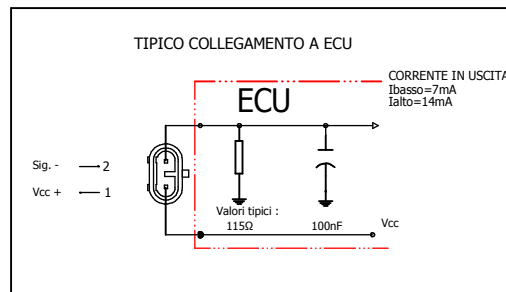 TIPICO COLLEGAMENTO A ECU
CORRENTE IN USCITA
Ibasso=7mA
Ialto=14mA
ECU
Sig. - 2
Vcc + 1
Valori tipici :
115Ω 100nF
Vcc